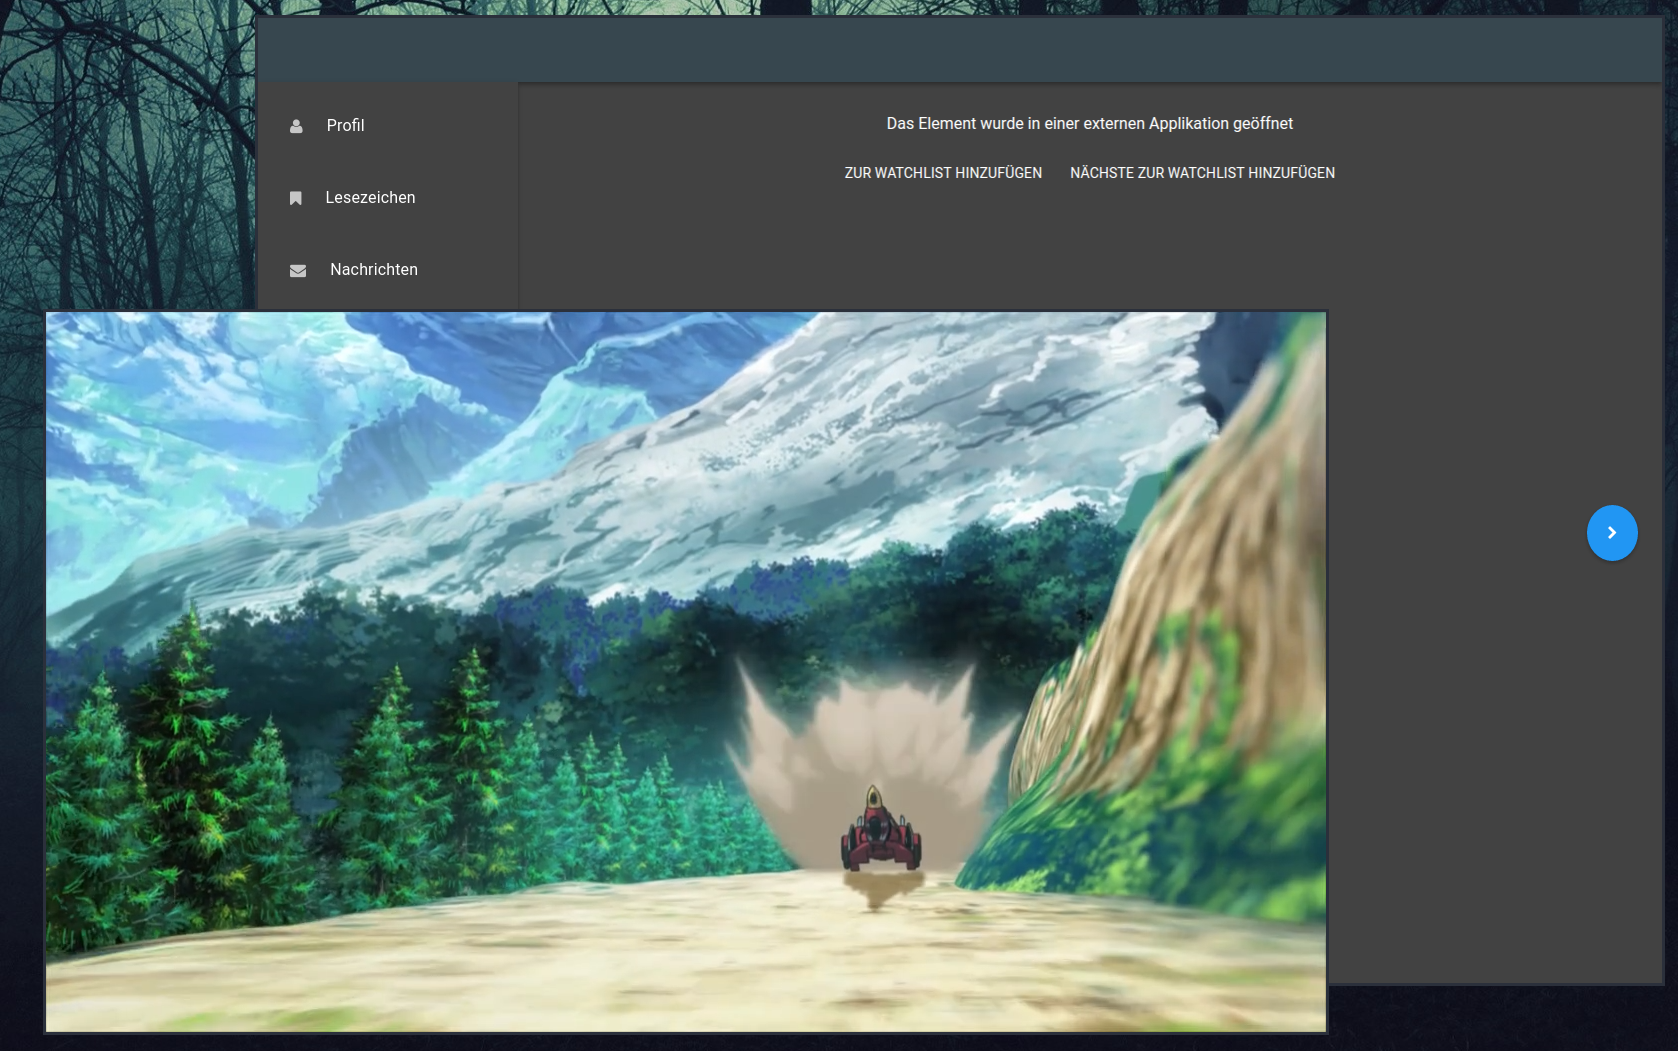 Profil
Lesezeichen
Nachrichten
Das Element wurde in einer externen Applikation geöffnet
ZUR WATCHLIST HINZUFÜGEN
NÄCHSTE ZUR WATCHLIST HINZUFÜGEN